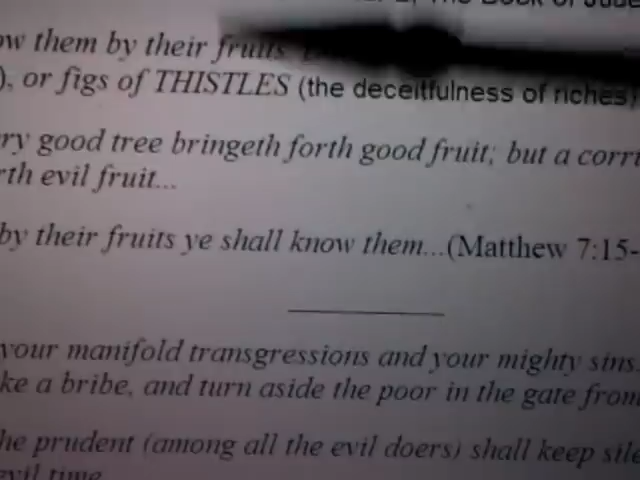 The Book of Jude
ow them by their fruits
), or figs of THISTLES (the deceitfulness of riches)
ry good tree bringeth forth good fruit; but a corr
rth evil fruit...
by their fruits ye shall know them...(Matthew 7:15-
your manifold transgressions and your mighty sins.
ke a bribe, and turn aside the poor in the gate from
he prudent (among all the evil doers) shall keep sile
evil time